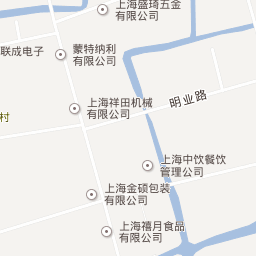 上海盛琦五金
有限公司
联成电子
蒙特纳利
有限公司
上海祥田机械
有限公司
明业路
村
上海中饮餐饮
管理公司
上海金硕包装
有限公司
上海禧月食品
有限公司